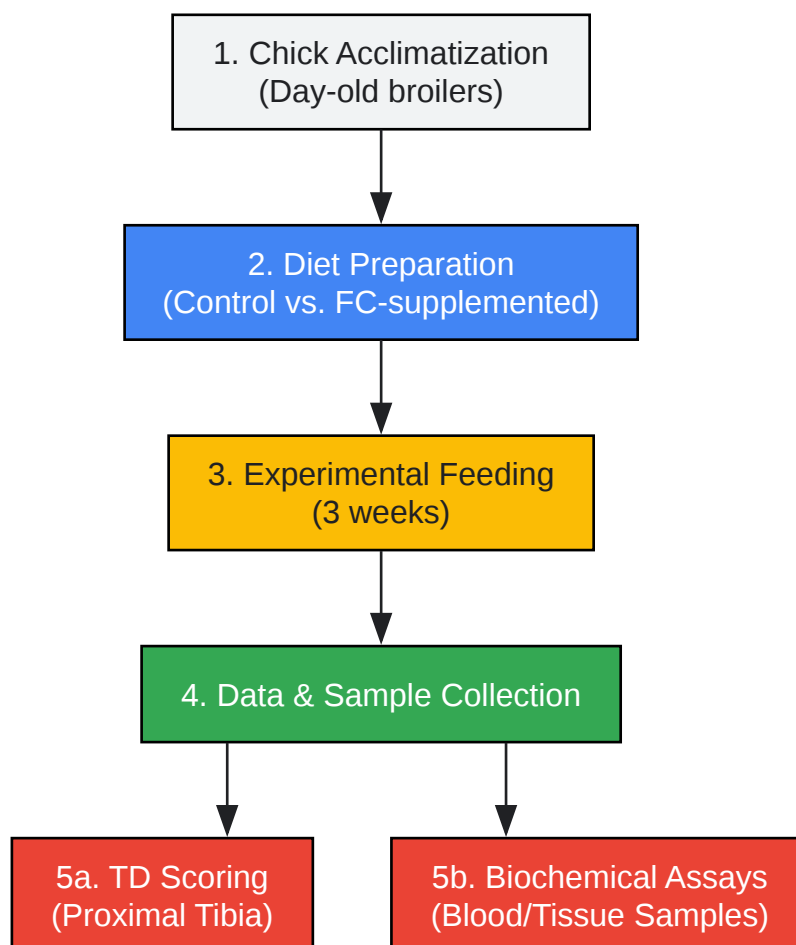 1. Chick Acclimatization
(Day-old broilers)
2. Diet Preparation
(Control vs. FC-supplemented)
3. Experimental Feeding
(3 weeks)
4. Data & Sample Collection
5a. TD Scoring
(Proximal Tibia)
5b. Biochemical Assays
(Blood/Tissue Samples)